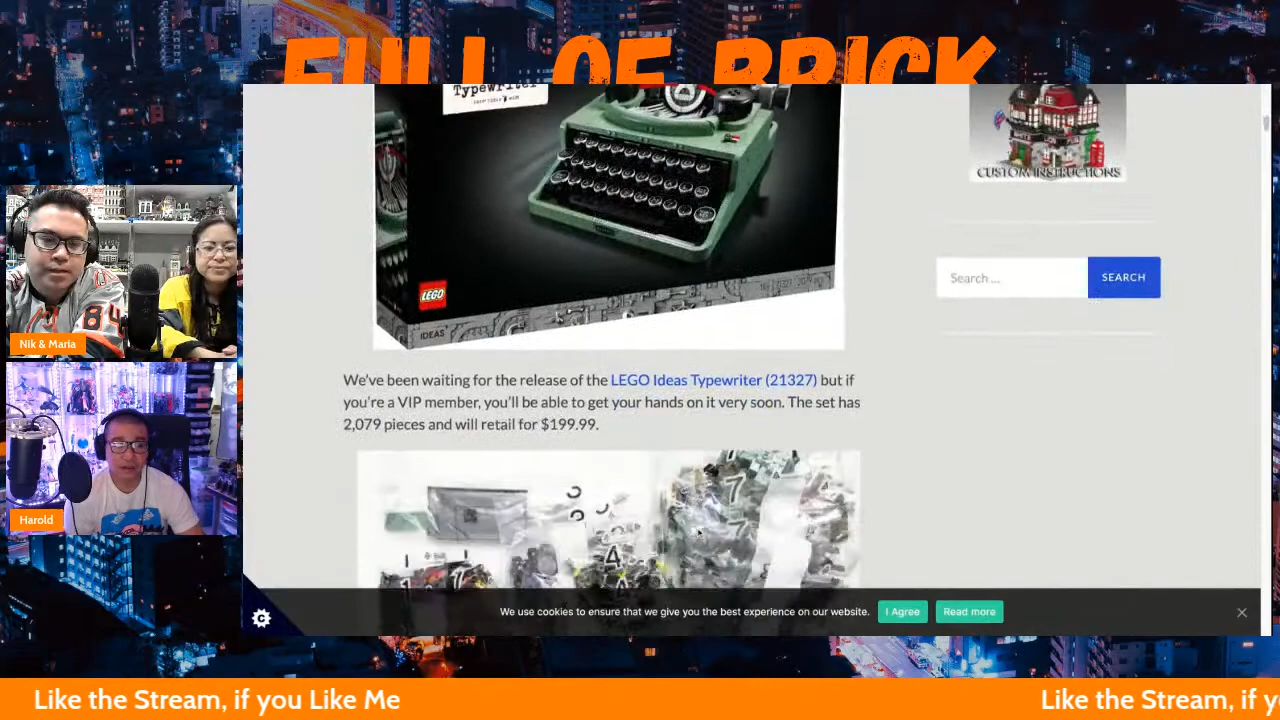 FULL OF BRICK
Typewriter
CUSTOM INSTRUCTIONS
Search ...
SEARCH
LEGO
IDEAS
84
Nik & Maria
We've been waiting for the release of the LEGO Ideas Typewriter (21327) but if
you're a VIP member, you'll be able to get your hands on it very soon. The set has
2,079 pieces and will retail for $199.99.
7
7
4
Harold
We use cookies to ensure that we give you the best experience on our website.
I Agree
Read more
Like the Stream, if you Like Me
Like the Stream, if y